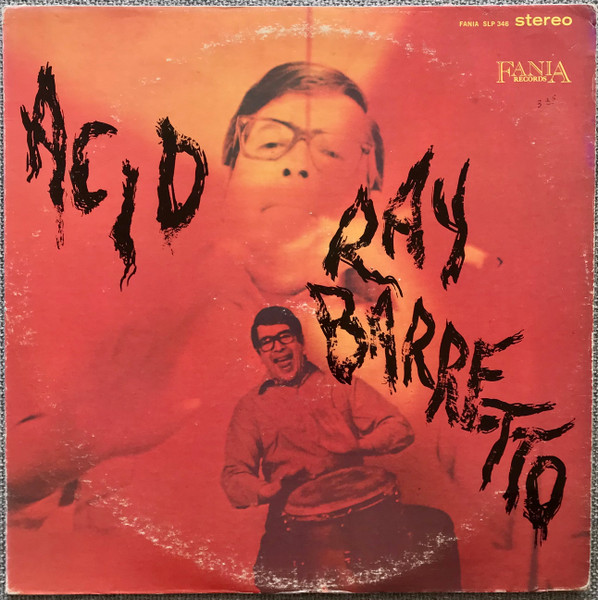 FANIA SLP 346 stereo
FANIA
RECORDS
ACID
RAY
BARRETTO